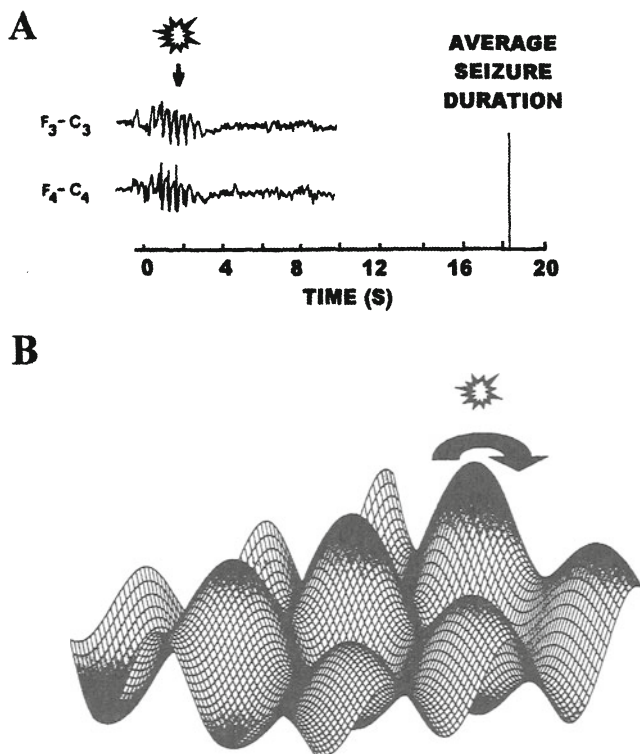 A
AVERAGE
SEIZURE
DURATION
F3- C3
F4- C4
0 4 8 12 16 20
TIME (S)
B